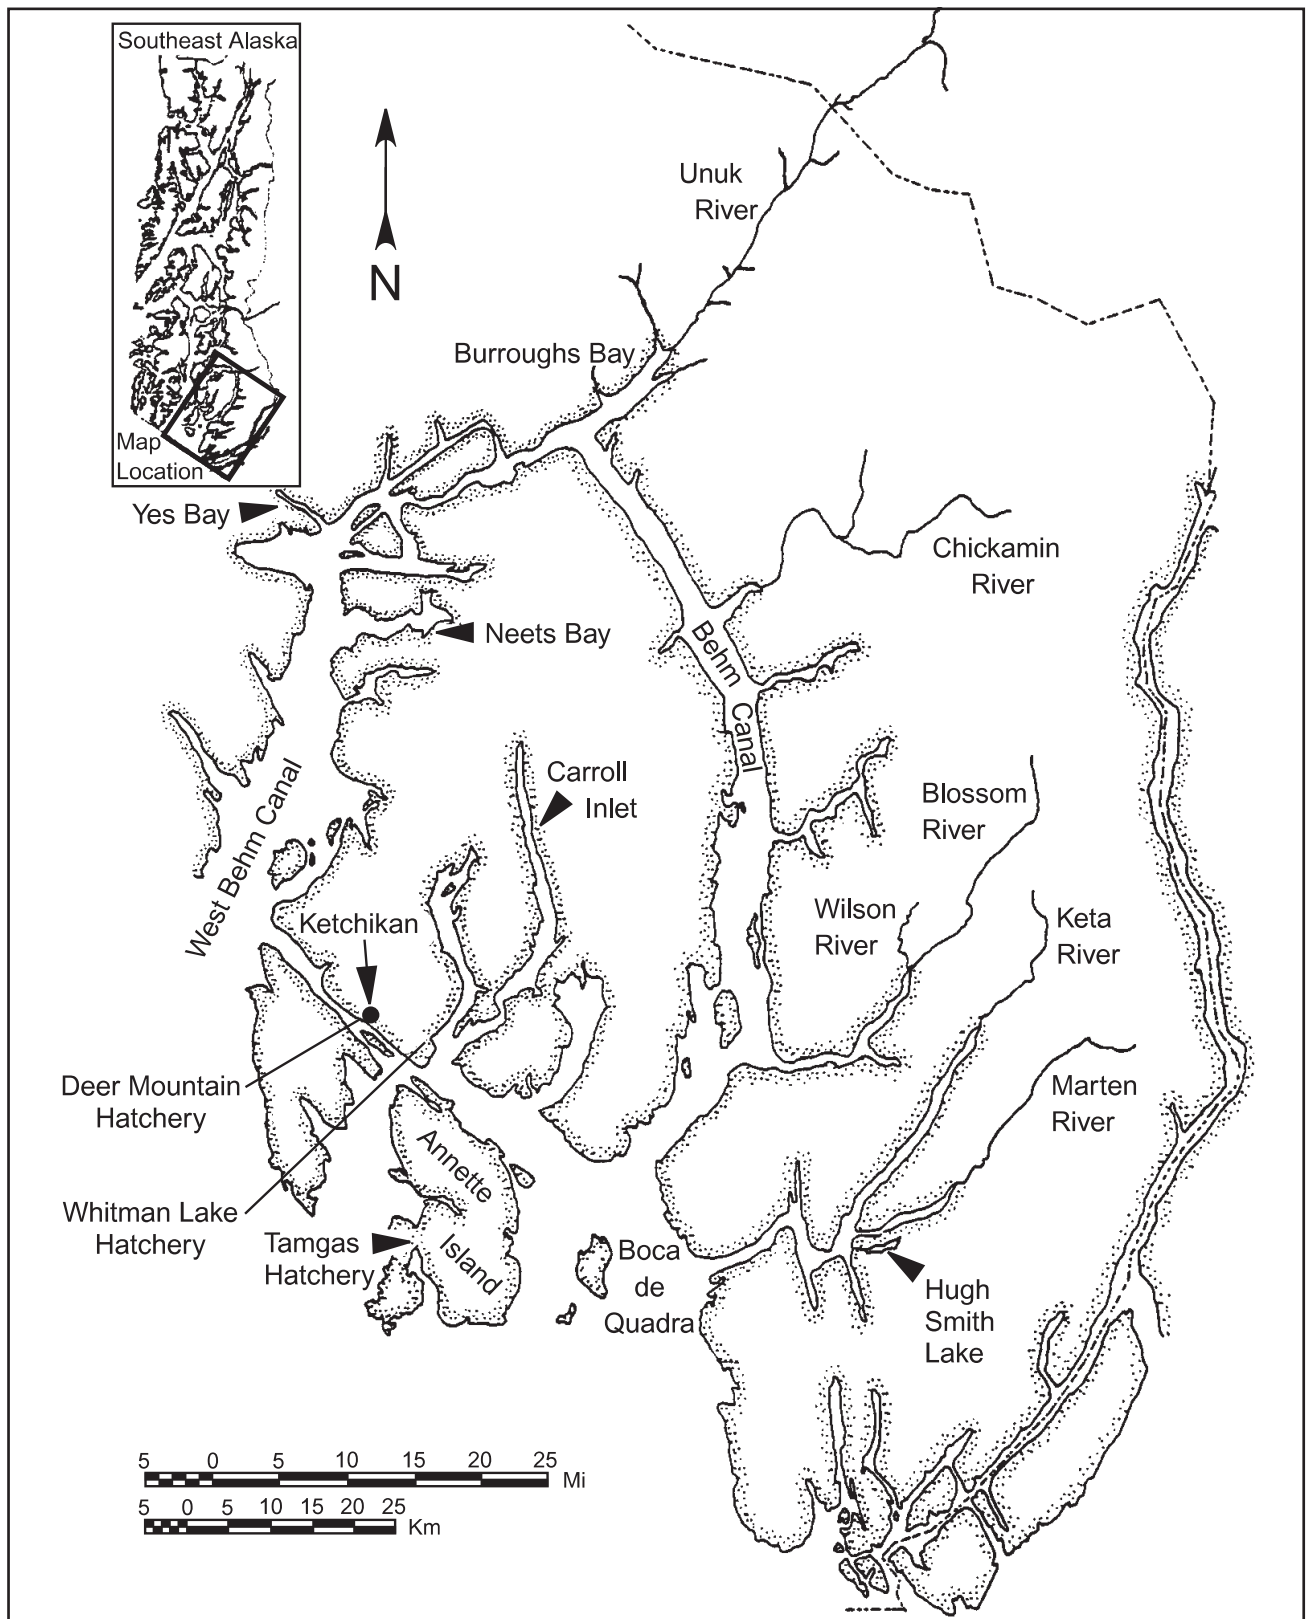 Southeast Alaska
Map
Location
N
Unuk
River
Burroughs Bay
Yes Bay
Chickamin
River
Neets Bay
Behm
Canal
Carroll
Inlet
West Behm Canal
Blossom
River
Ketchikan
Wilson
River
Keta
River
Deer Mountain
Hatchery
Marten
River
Annette
Island
Whitman Lake
Hatchery
Tamgas
Hatchery
Boca
de
Quadra
Hugh
Smith
Lake
5 0 5 10 15 20 25
Mi
5 0 5 10 15 20 25
Km